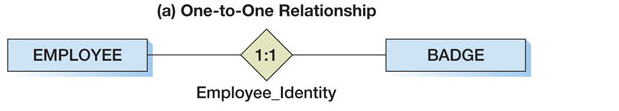 (a) One-to-One Relationship
EMPLOYEE 1:1 BADGE
Employee_Identity